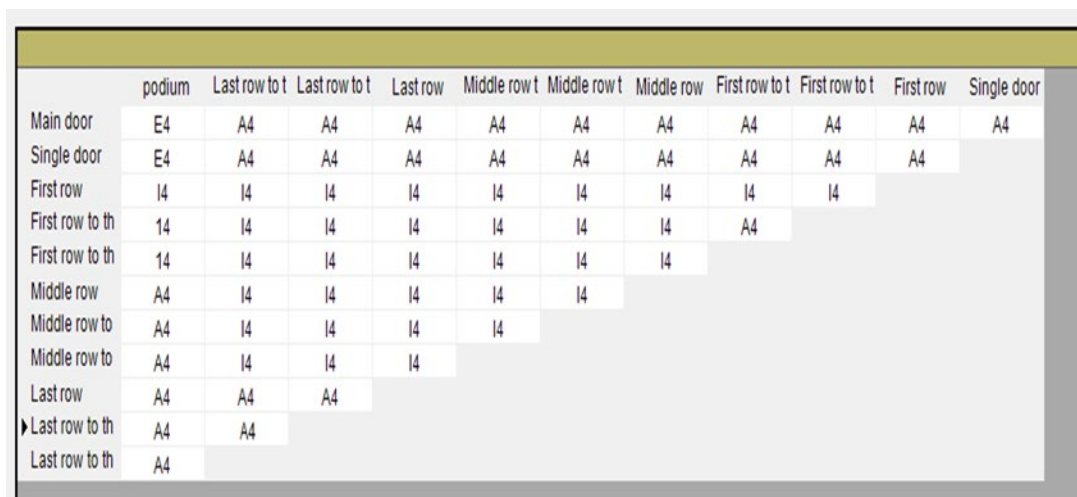 podium Last row to t Last row to t Last row Middle row t Middle row t Middle row First row to t First row to t First row Single door
Main door E4 A4 A4 A4 A4 A4 A4 A4 A4 A4 A4
Single door E4 A4 A4 A4 A4 A4 A4 A4 A4 A4
First row I4 I4 I4 I4 I4 I4 I4 I4 I4
First row to th 14 I4 I4 I4 I4 I4 I4 A4
First row to th 14 I4 I4 I4 I4 I4 I4
Middle row A4 I4 I4 I4 I4 I4
Middle row to A4 I4 I4 I4 I4
Middle row to A4 I4 I4 I4
Last row A4 A4 A4
Last row to th A4 A4
Last row to th A4